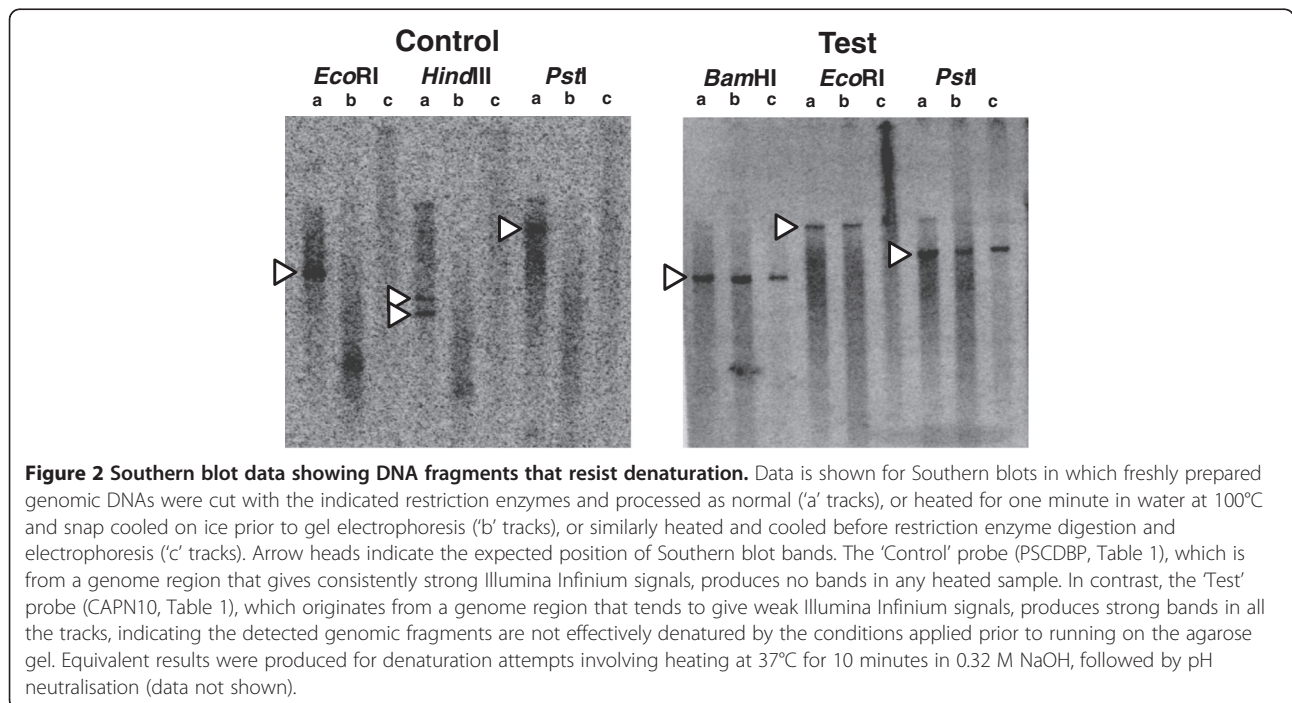 Control Test
EcoRI HindIII PstI BamHI EcoRI PstI
a b c a b c a b c a b c a b c a b c
Figure 2 Southern blot data showing DNA fragments that resist denaturation. Data is shown for Southern blots in which freshly prepared
genomic DNAs were cut with the indicated restriction enzymes and processed as normal (‘a’ tracks), or heated for one minute in water at 100°C
and snap cooled on ice prior to gel electrophoresis (‘b’ tracks), or similarly heated and cooled before restriction enzyme digestion and
electrophoresis (‘c’ tracks). Arrow heads indicate the expected position of Southern blot bands. The ‘Control’ probe (PSCDBP, Table 1), which is
from a genome region that gives consistently strong Illumina Infinium signals, produces no bands in any heated sample. In contrast, the ‘Test’
probe (CAPN10, Table 1), which originates from a genome region that tends to give weak Illumina Infinium signals, produces strong bands in all
the tracks, indicating the detected genomic fragments are not effectively denatured by the conditions applied prior to running on the agarose
gel. Equivalent results were produced for denaturation attempts involving heating at 37°C for 10 minutes in 0.32 M NaOH, followed by pH
neutralisation (data not shown).